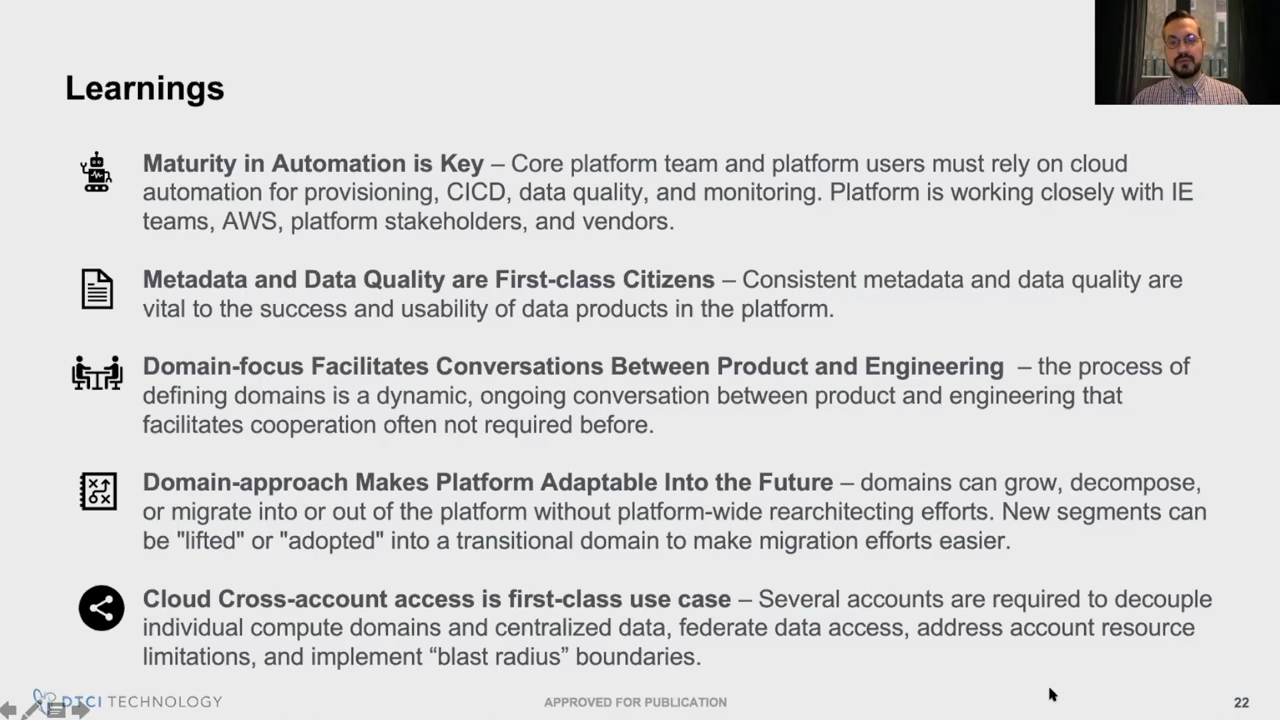 Learnings
Maturity in Automation is Key – Core platform team and platform users must rely on cloud
automation for provisioning, CICD, data quality, and monitoring. Platform is working closely with IE
teams, AWS, platform stakeholders, and vendors.
Metadata and Data Quality are First-class Citizens – Consistent metadata and data quality are
vital to the success and usability of data products in the platform.
Domain-focus Facilitates Conversations Between Product and Engineering – the process of
defining domains is a dynamic, ongoing conversation between product and engineering that
facilitates cooperation often not required before.
Domain-approach Makes Platform Adaptable Into the Future – domains can grow, decompose,
or migrate into or out of the platform without platform-wide rearchitecting efforts. New segments can
be "lifted" or "adopted" into a transitional domain to make migration efforts easier.
Cloud Cross-account access is first-class use case – Several accounts are required to decouple
individual compute domains and centralized data, federate data access, address account resource
limitations, and implement “blast radius” boundaries.
DTCI TECHNOLOGY
APPROVED FOR PUBLICATION
22